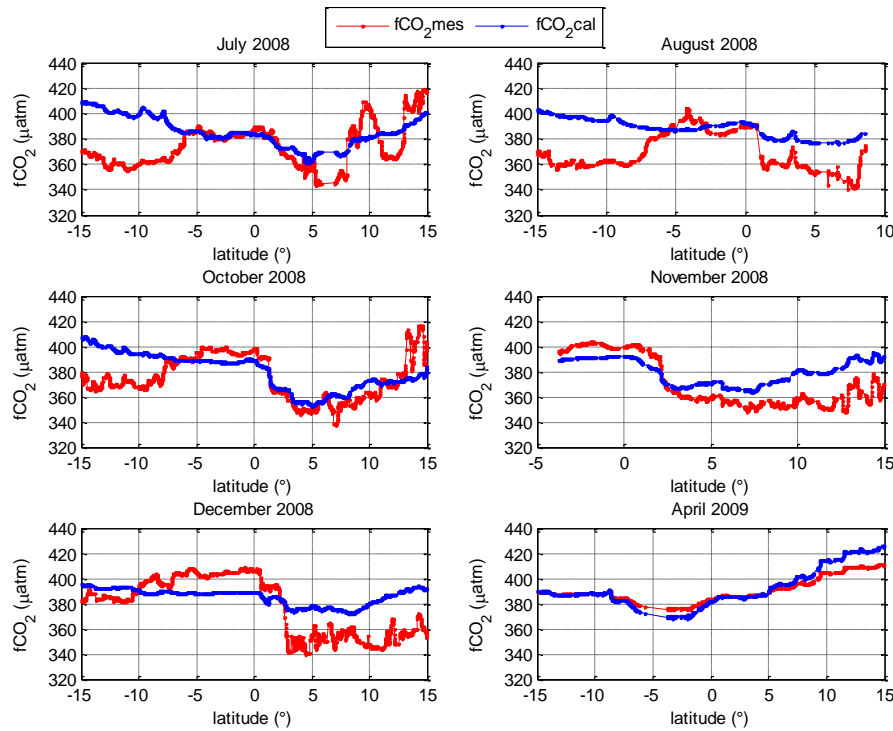 fCO2mes fCO2cal
July 2008
440
420
400
380
360
340
320
fCO2 (µatm)
-15 -10 -5 0 5 10 15
latitude (°)
August 2008
440
420
400
380
360
340
320
fCO2 (µatm)
-15 -10 -5 0 5 10
latitude (°)
October 2008
440
420
400
380
360
340
320
fCO2 (µatm)
-15 -10 -5 0 5 10 15
latitude (°)
November 2008
440
420
400
380
360
340
320
fCO2 (µatm)
-5 0 5 10 15
latitude (°)
December 2008
440
420
400
380
360
340
320
fCO2 (µatm)
-15 -10 -5 0 5 10 15
latitude (°)
April 2009
440
420
400
380
360
340
320
fCO2 (µatm)
-15 -10 -5 0 5 10 15
latitude (°)